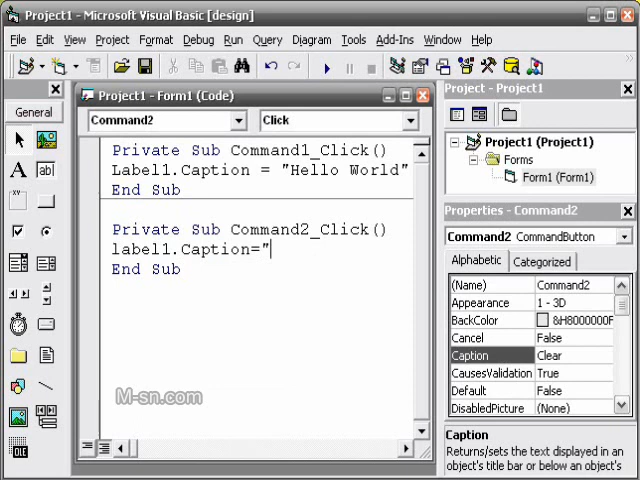 Project1 - Microsoft Visual Basic [design]
File Edit View Project Format Debug Run Query Diagram Tools Add-Ins Window Help
General
Project1 - Form1 (Code)
Command2 Click
Private Sub Command1_Click()
Label1.Caption = "Hello World"
End Sub
Private Sub Command2_Click()
label1.Caption="
End Sub
M-sn.com
Project - Project1
Project1 (Project1)
Forms
Form1 (Form1)
Properties - Command2
Command2 CommandButton
Alphabetic Categorized
(Name) Command2
Appearance 1 - 3D
BackColor &H8000000F
Cancel False
Caption Clear
CausesValidation True
Default False
DisabledPicture (None)
Caption
Returns/sets the text displayed in
an object's title bar or below an object's